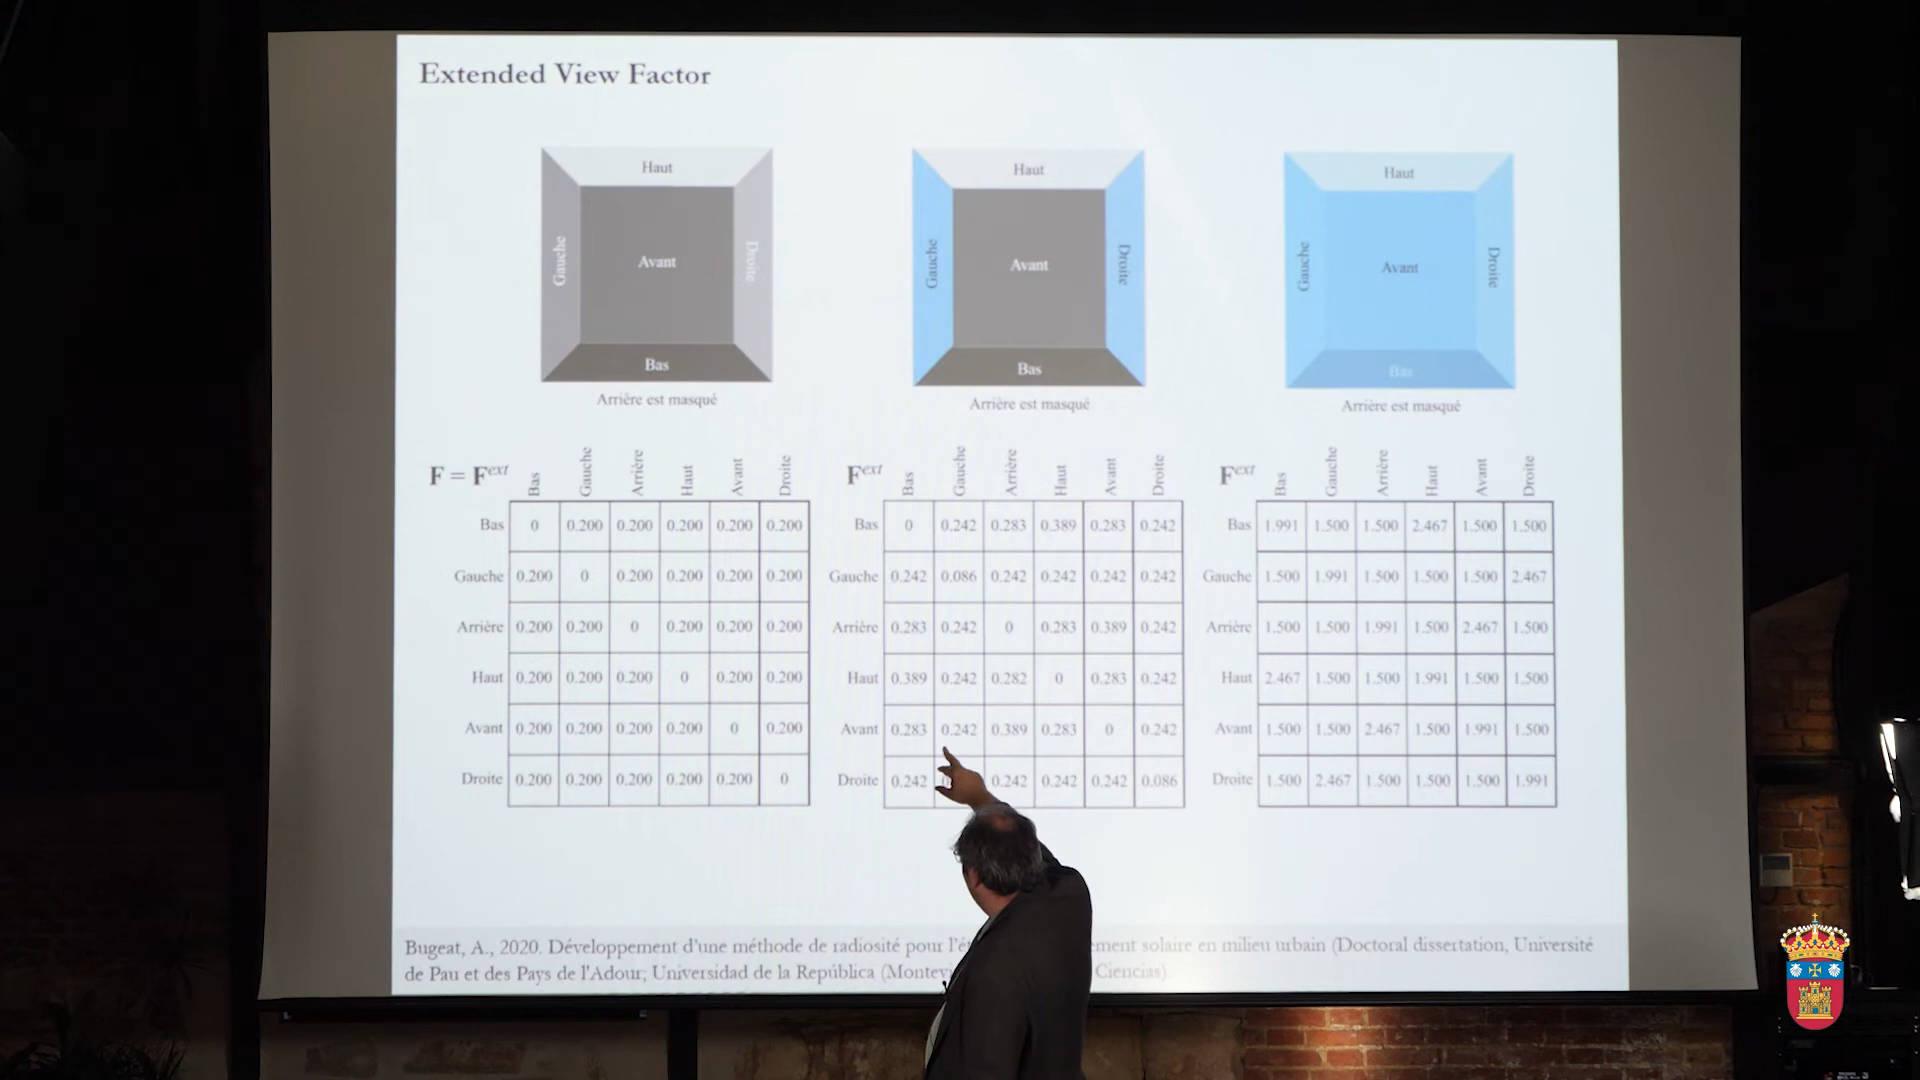 Extended View Factor
Haut
Gauche
Avant
Droite
Bas
Arrière est masqué
Haut
Gauche
Avant
Droite
Bas
Arrière est masqué
Haut
Gauche
Avant
Droite
Bas
Arrière est masqué
F = Fext Bas Gauche Arrière Haut Avant Droite
Bas 0 0.200 0.200 0.200 0.200 0.200
Gauche 0.200 0 0.200 0.200 0.200 0.200
Arrière 0.200 0.200 0 0.200 0.200 0.200
Haut 0.200 0.200 0.200 0 0.200 0.200
Avant 0.200 0.200 0.200 0.200 0 0.200
Droite 0.200 0.200 0.200 0.200 0.200 0
Fext Bas Gauche Arrière Haut Avant Droite
Bas 0 0.242 0.283 0.389 0.283 0.242
Gauche 0.242 0.086 0.242 0.242 0.242 0.242
Arrière 0.283 0.242 0 0.283 0.389 0.242
Haut 0.389 0.242 0.282 0 0.283 0.242
Avant 0.283 0.242 0.389 0.283 0 0.242
Droite 0.242 0.242 0.242 0.242 0.086
Fext Bas Gauche Arrière Haut Avant Droite
Bas 1.991 1.500 1.500 2.467 1.500 1.500
Gauche 1.500 1.991 1.500 1.500 1.500 2.467
Arrière 1.500 1.500 1.991 1.500 2.467 1.500
Haut 2.467 1.500 1.500 1.991 1.500 1.500
Avant 1.500 1.500 2.467 1.500 1.991 1.500
Droite 1.500 2.467 1.500 1.500 1.500 1.991
Bugeat, A., 2020. Développement d'une méthode de radiosité pour ement solaire en milieu urbain (Doctoral dissertation, Université
de Pau et des Pays de l'Adour; Universidad de la República (Montev Ciencias)